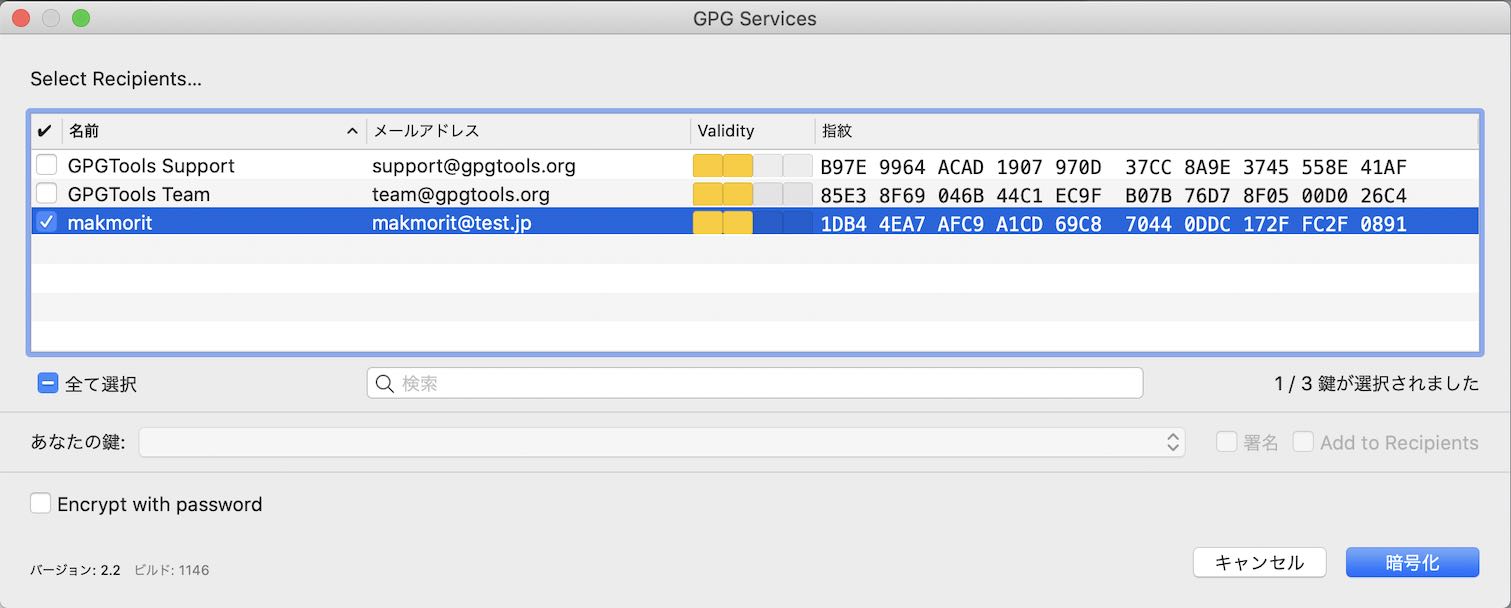 GPG Services
Select Recipients...
✔ 名前 メールアドレス Validity 指紋
GPGTools Support support@gpgtools.org B97E 9964 ACAD 1907 970D 37CC 8A9E 3745 558E 41AF
GPGTools Team team@gpgtools.org 85E3 8F69 046B 44C1 EC9F B07B 76D7 8F05 00D0 26C4
makmorit makmorit@test.jp 1DB4 4EA7 AFC9 A1CD 69C8 7044 0DDC 172F FC2F 0891
全て選択 検索 1 / 3 鍵が選択されました
あなたの鍵: 署名 Add to Recipients
Encrypt with password
バージョン: 2.2 ビルド: 1146 キャンセル 暗号化